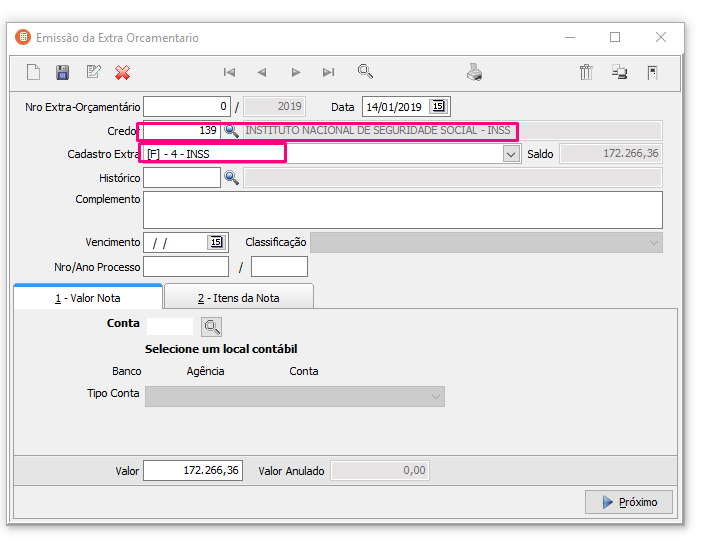 Emissão da Extra Orcamentario
Nro Extra-Orçamentário 0 / 2019 Data 14/01/2019 15
Credor 139 INSTITUTO NACIONAL DE SEGURIDADE SOCIAL - INSS
Cadastro Extra [F] - 4 - INSS Saldo 172.266,36
Histórico
Complemento
Vencimento / / 15 Classificação
Nro/Ano Processo /
1 - Valor Nota 2 - Itens da Nota
Conta
Selecione um local contábil
Banco Agência Conta
Tipo Conta
Valor 172.266,36 Valor Anulado 0,00
Próximo